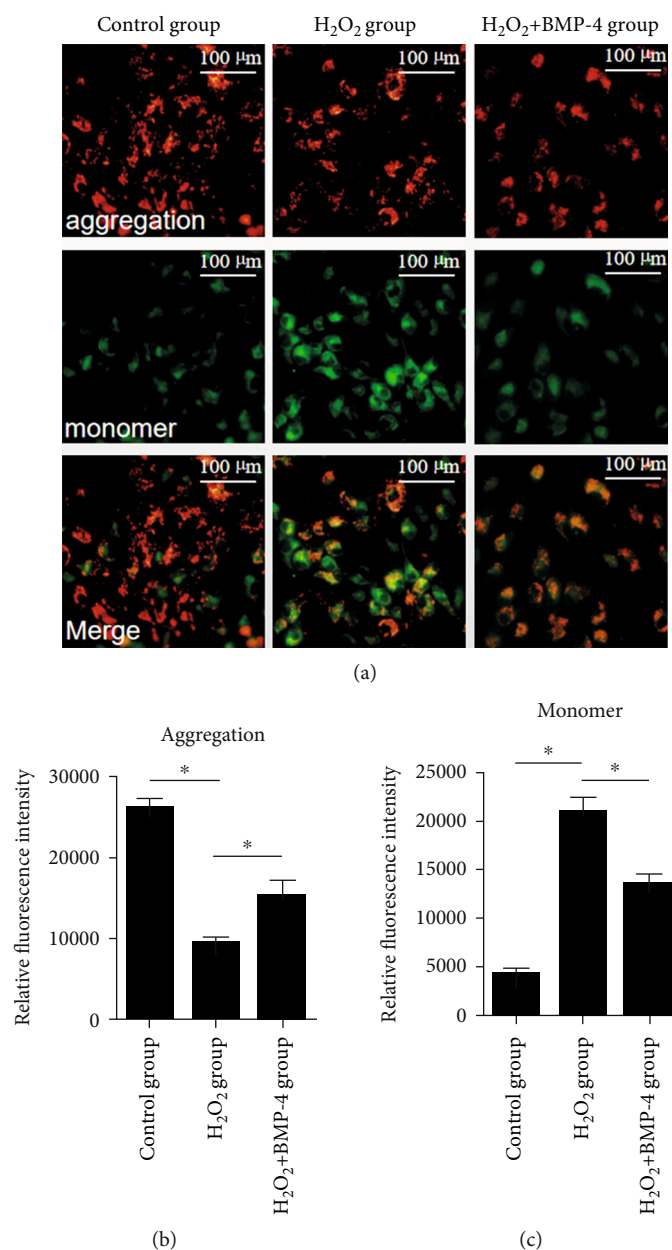 Control group
H₂O₂ group
H₂O₂+BMP-4 group
100 μm
100 μm
100 μm
aggregation
100 μm
100 μm
100 μm
monomer
100 μm
100 μm
100 μm
Merge
(a)
Aggregation
Relative fluorescence intensity
30000
20000
10000
0
*
*
Control group
H₂O₂ group
H₂O₂+BMP-4 group
(b)
Monomer
Relative fluorescence intensity
25000
20000
15000
10000
5000
0
*
*
Control group
H₂O₂ group
H₂O₂+BMP-4 group
(c)